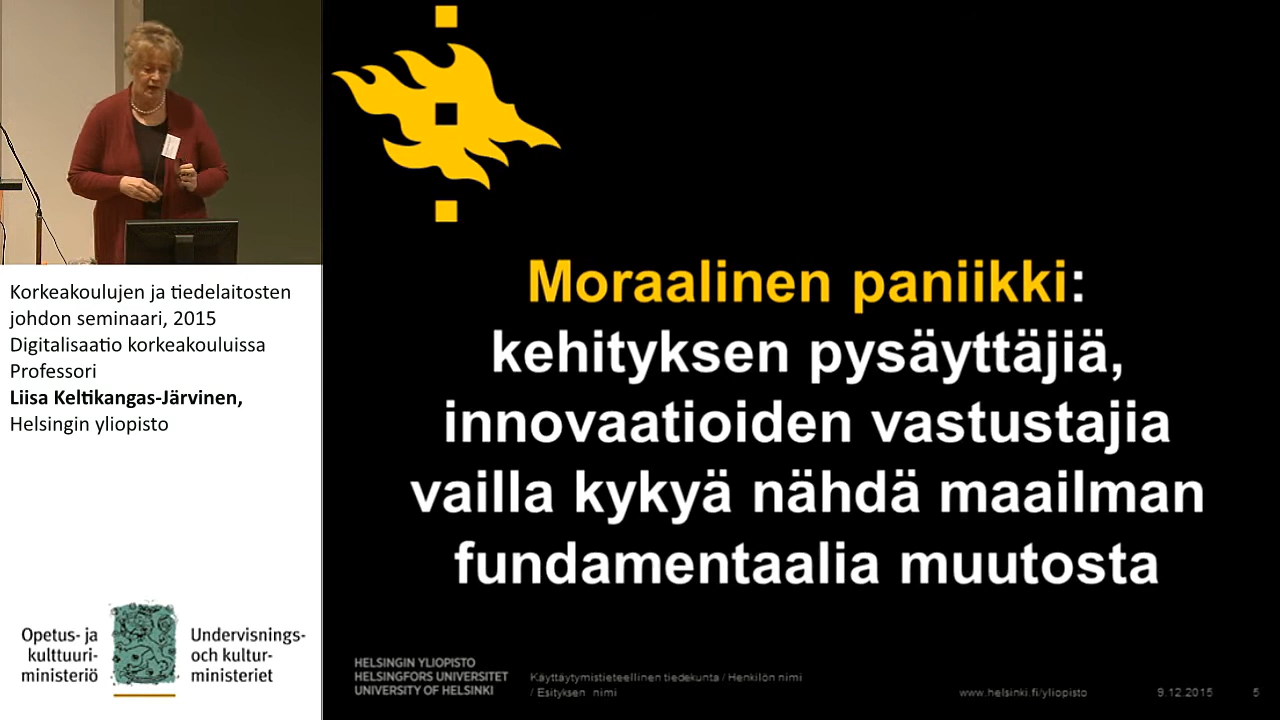 Korkeakoulujen ja tiedelaitosten
johdon seminaari, 2015
Digitalisaatio korkeakouluissa
Professori
Liisa Keltikangas-Järvinen,
Helsingin yliopisto
Opetus- ja
kulttuuri-
ministeriö
Undervisnings-
och kultur-
ministeriet
Moraalinen paniikki:
kehityksen pysäyttäjiä,
innovaatioiden vastustajia
vailla kykyä nähdä maailman
fundamentaalia muutosta
HELSINGIN YLIOPISTO
HELSINGFORS UNIVERSITET
UNIVERSITY OF HELSINKI
Käyttäytymistieteellinen tiedekunta / Henkilön nimi
/ Esityksen nimi
www.helsinki.fi/yliopisto
9.12.2015
5